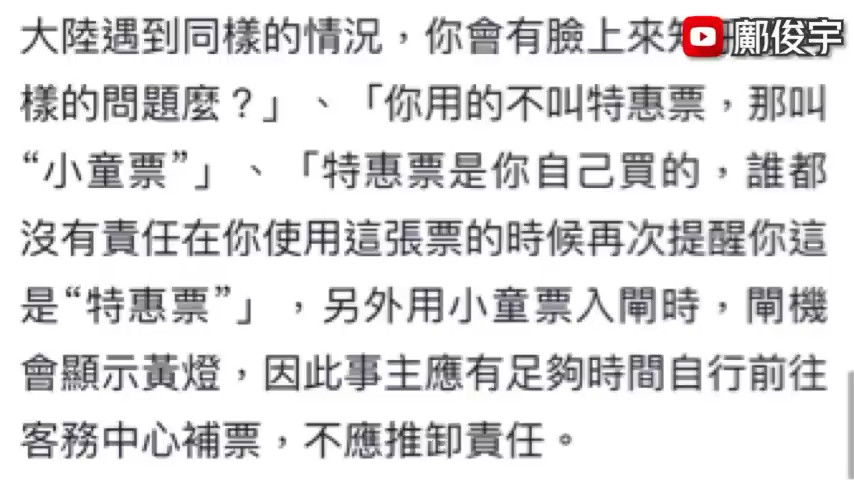 大陸遇到同樣的情況，你會有臉上來
鄺俊宇
樣的問題麼？」、「你用的不叫特惠票，那叫
“小童票”」、「特惠票是你自己買的，誰都
沒有責任在你使用這張票的時候再次提醒你這
是“特惠票”」，另外用小童票入閘時，閘機
會顯示黃燈，因此事主應有足夠時間自行前往
客務中心補票，不應推卸責任。